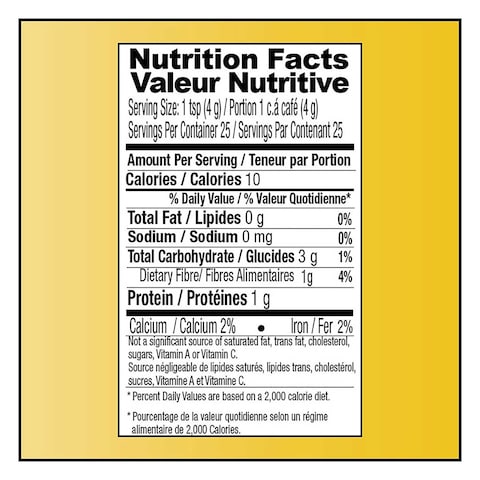 Nutrition Facts
Valeur Nutritive
Serving Size: 1 tsp (4 g) / Portion 1 c.á café (4 g)
Servings Per Container 25 / Servings Par Contenant 25
Amount Per Serving / Teneur par Portion
Calories / Calories 10
% Daily Value / % Valeur Quotidienne*
Total Fat / Lipides 0 g 0%
Sodium / Sodium 0 mg 0%
Total Carbohydrate / Glucides 3 g 1%
Dietary Fibre/ Fibres Alimentaires 1g 4%
Protein / Protéines 1 g
Calcium / Calcium 2% • Iron / Fer 2%
Not a significant source of saturated fat, trans fat, cholesterol,
sugars, Vitamin A or Vitamin C.
Source négligeable de lipides saturés, lipides trans, cholestérol,
sucres, Vitamine A et Vitamine C.
* Percent Daily Values are based on a 2,000 calorie diet.
* Pourcentage de la valeur quotidienne selon un régime
alimentaire de 2,000 Calories.